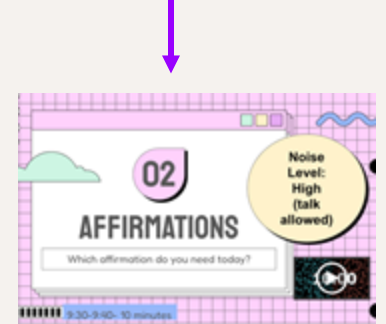 Noise
Level:
High
(talk
allowed)
02
AFFIRMATIONS
Which affirmation do you need today?
9:30-9:40- 10 minutes